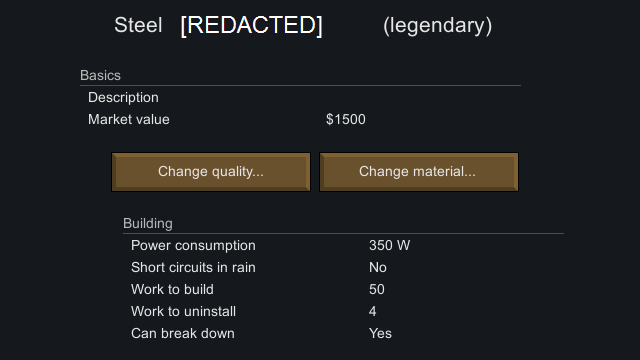 Steel [REDACTED] (legendary)
Basics
Description
Market value $1500
Change quality... Change material...
Building
Power consumption 350 W
Short circuits in rain No
Work to build 50
Work to uninstall 4
Can break down Yes